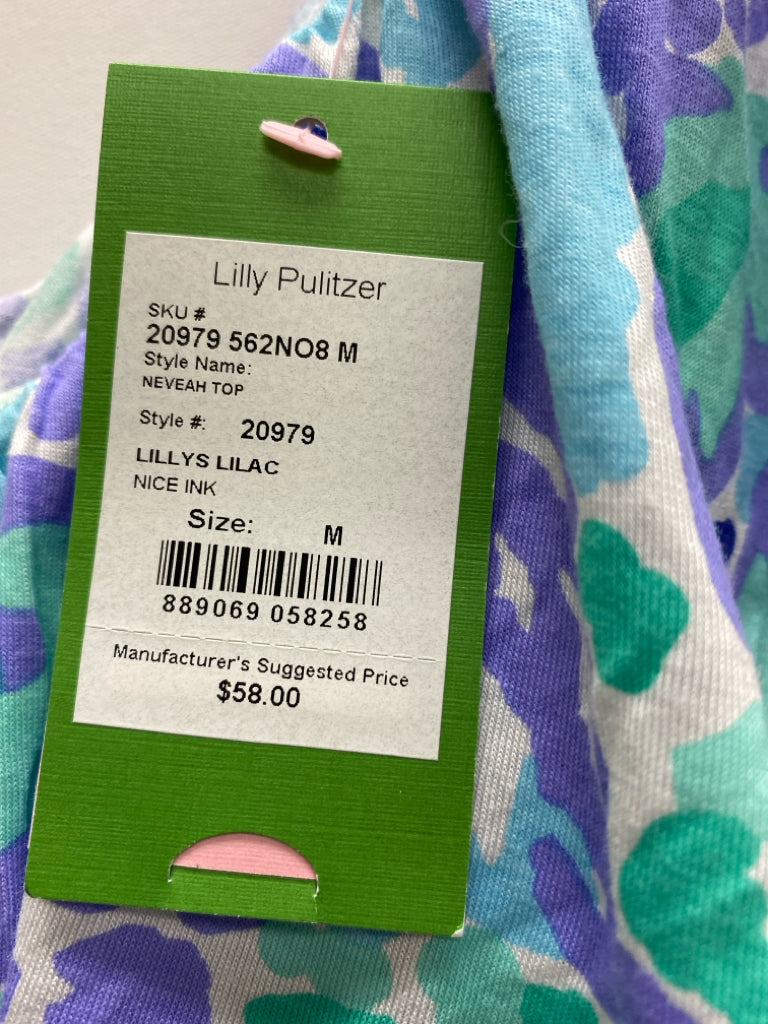 Lilly Pulitzer
SKU #
20979 562NO8 M
Style Name:
NEVEAH TOP
Style #: 20979
LILLYS LILAC
NICE INK
Size: M
889069 058258
Manufacturer's Suggested Price
$58.00